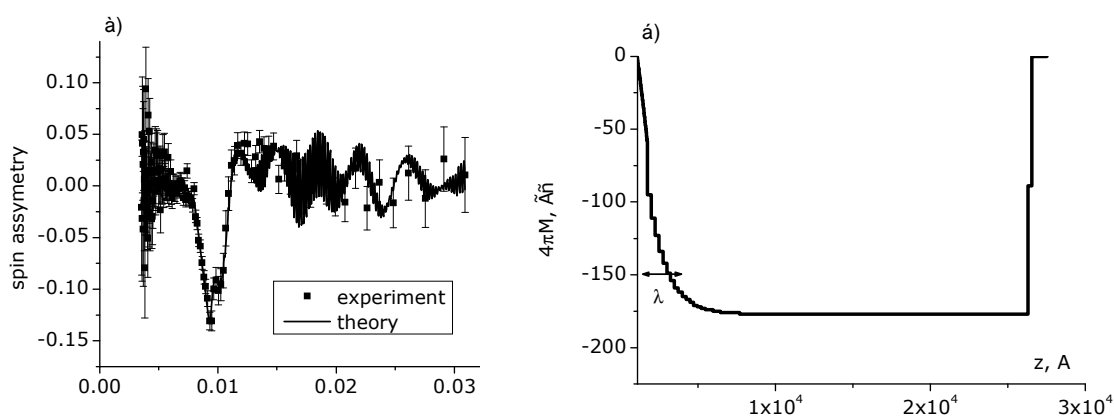 à)
0.10
0.05
0.00
-0.05
-0.10
-0.15
spin assymetry
experiment
theory
0.00 0.01 0.02 0.03
á)
0
-50
-100
-150
-200
4πM, Ãñ
λ
z, A
1x10⁴ 2x10⁴ 3x10⁴